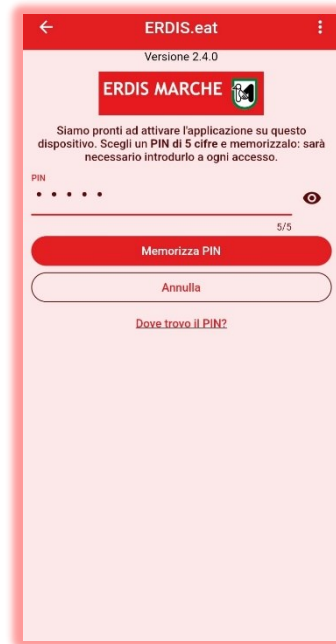 ERDIS.eat
Versione 2.4.0
ERDIS MARCHE
Siamo pronti ad attivare l'applicazione su questo
dispositivo. Scegli un PIN di 5 cifre e memorizzalo: sarà
necessario introdurlo a ogni accesso.
PIN
5/5
Memorizza PIN
Annulla
Dove trovo il PIN?